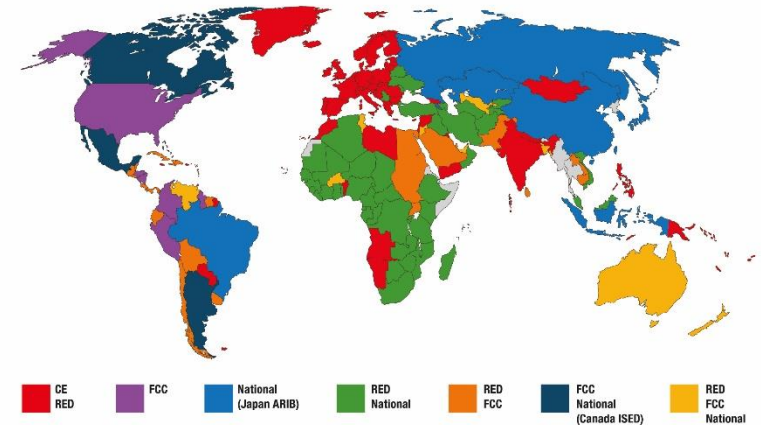 CE
RED
FCC
National
(Japan ARIB)
RED
National
RED
FCC
FCC
National
(Canada ISED)
RED
FCC
National